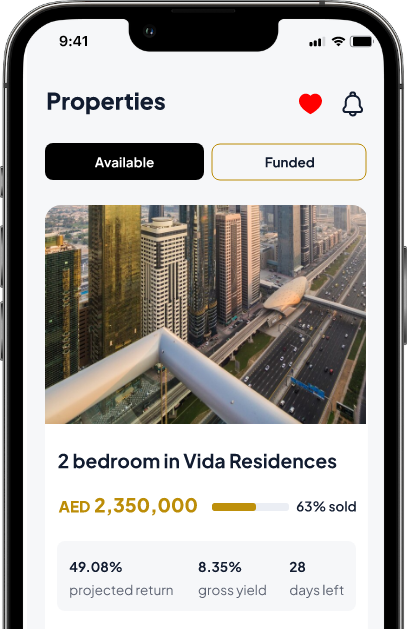 9:41
Properties
Available Funded
2 bedroom in Vida Residences
AED 2,350,000 63% sold
49.08% 8.35% 28
projected return gross yield days left